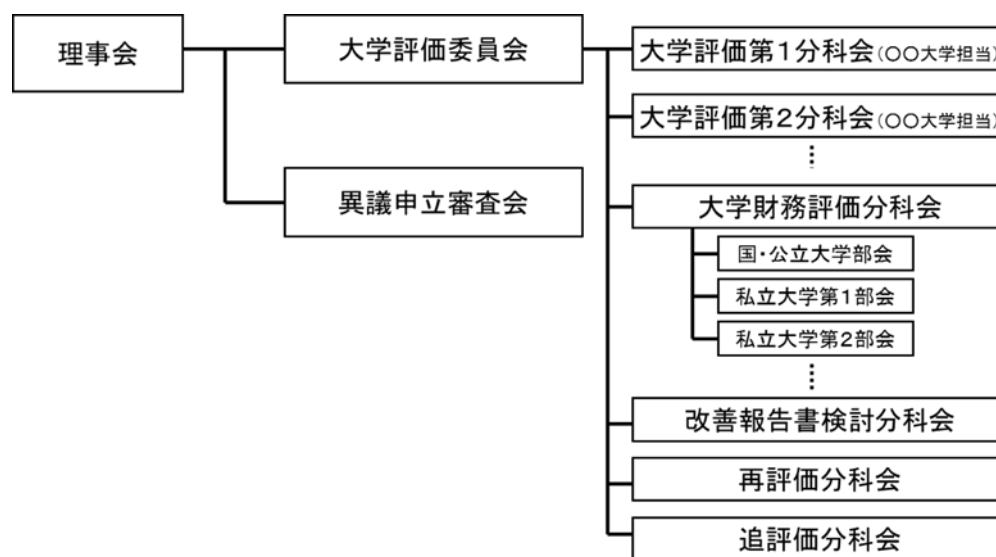 理事会
大学評価委員会
異議申立審査会
大学評価第1分科会(〇〇大学担当)
大学評価第2分科会(〇〇大学担当)
大学財務評価分科会
国・公立大学部会
私立大学第1部会
私立大学第2部会
改善報告書検討分科会
再評価分科会
追評価分科会